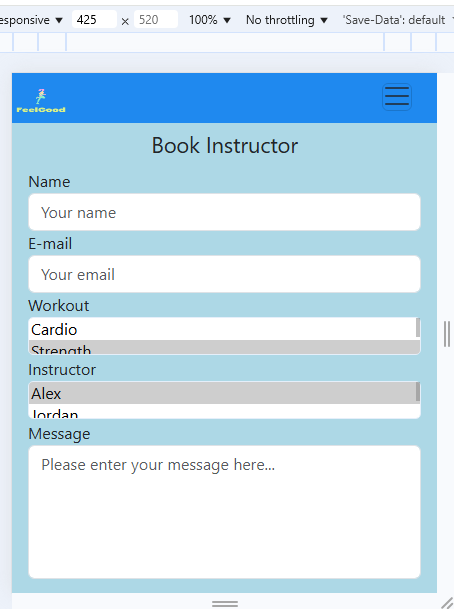 esponsive ▼ 425 × 520 100% ▼ No throttling ▼ 'Save-Data': default
FeelGood
Book Instructor
Name
Your name
E-mail
Your email
Workout
Cardio
Strength
Instructor
Alex
Jordan
Message
Please enter your message here...